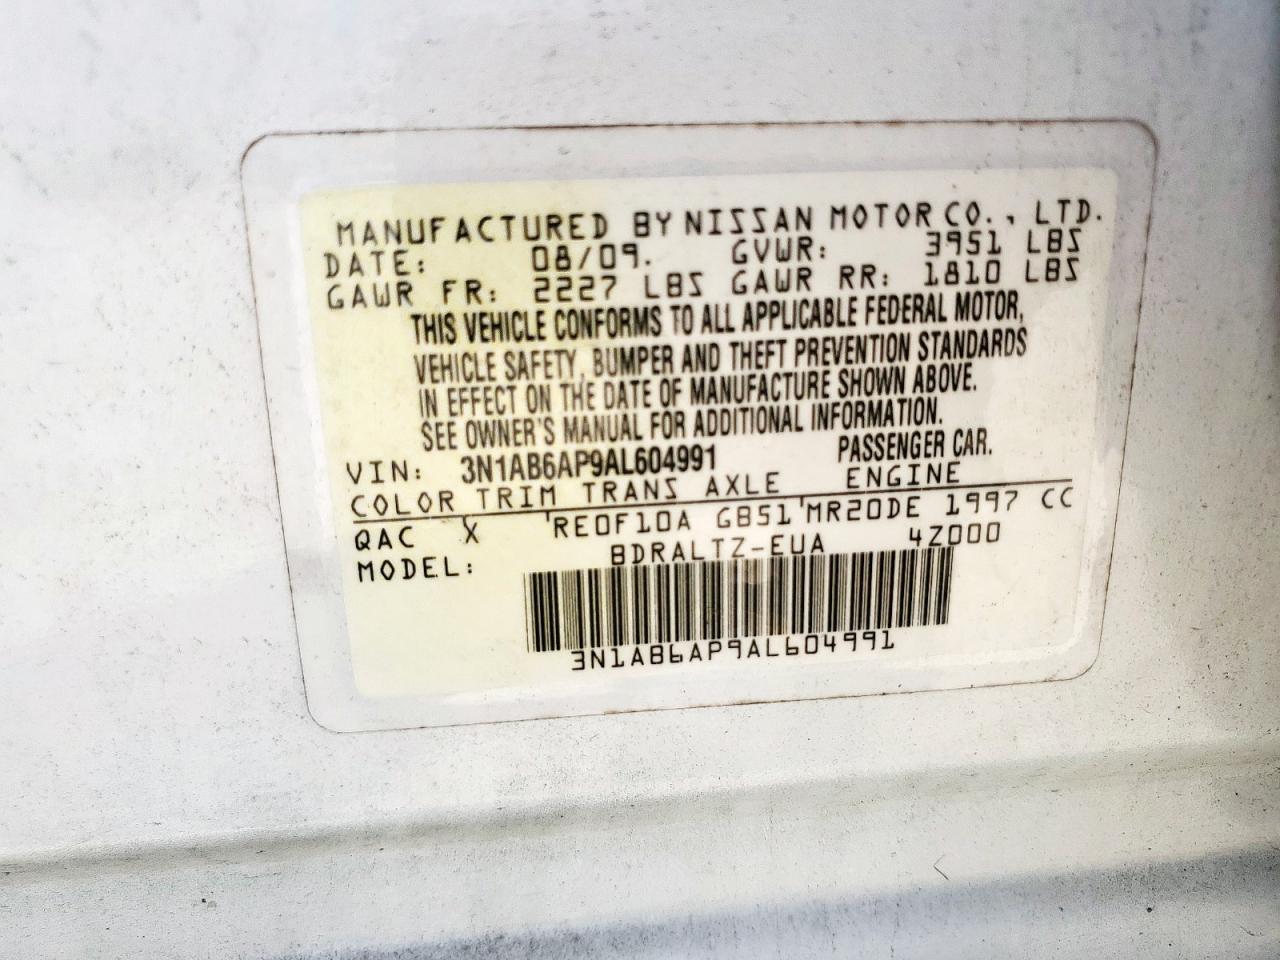 MANUFACTURED BY NISSAN MOTOR CO., LTD.
DATE: 08/09. GVWR: 3951 LBS
GAWR FR: 2227 LBS GAWR RR: 1810 LBS
THIS VEHICLE CONFORMS TO ALL APPLICABLE FEDERAL MOTOR,
VEHICLE SAFETY, BUMPER AND THEFT PREVENTION STANDARDS
IN EFFECT ON THE DATE OF MANUFACTURE SHOWN ABOVE.
SEE OWNER'S MANUAL FOR ADDITIONAL INFORMATION.
VIN: 3N1AB6AP9AL604991 PASSENGER CAR.
COLOR TRIM TRANS AXLE ENGINE
QAC X RE0F10A GB51 MR20DE 1997 CC
MODEL: BDRALTZ-EUA 4Z000
3N1AB6AP9AL604991